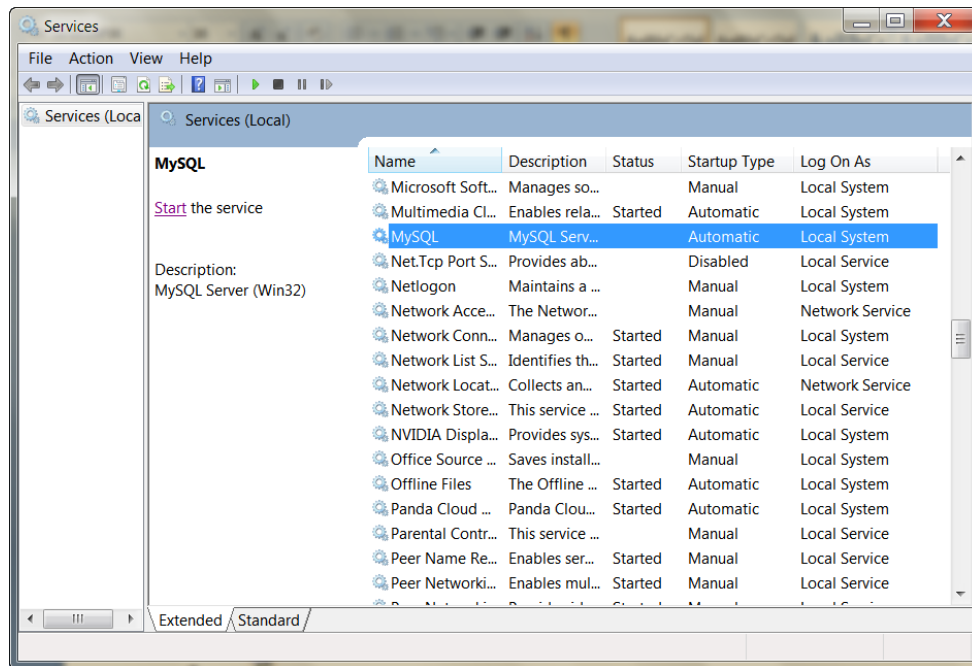 Services
File Action View Help
Services (Loca
Services (Local)
MySQL
Start the service
Description:
MySQL Server (Win32)
Name Description Status Startup Type Log On As
Microsoft Soft... Manages so... Manual Local System
Multimedia Cl... Enables rela... Started Automatic Local System
MySQL MySQL Serv... Automatic Local System
Net.Tcp Port S... Provides ab... Disabled Local Service
Netlogon Maintains a ... Manual Local System
Network Acce... The Networ... Manual Network Service
Network Conn... Manages o... Started Manual Local System
Network List S... Identifies th... Started Manual Local Service
Network Locat... Collects an... Started Automatic Network Service
Network Store... This service ... Started Automatic Local Service
NVIDIA Displa... Provides sys... Started Automatic Local System
Office Source ... Saves install... Manual Local System
Offline Files The Offline ... Started Automatic Local System
Panda Cloud ... Panda Clou... Started Automatic Local System
Parental Contr... This service ... Manual Local Service
Peer Name Re... Enables ser... Started Manual Local Service
Peer Networki... Enables mul... Started Manual Local Service
Extended Standard